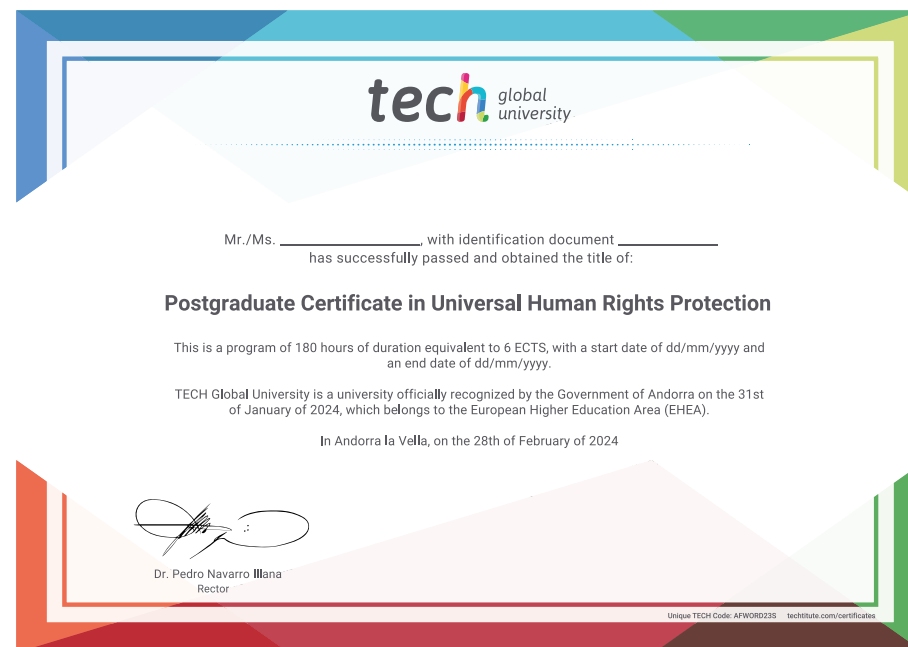 tech global university
Mr./Ms. ____________________, with identification document ______________
has successfully passed and obtained the title of:
Postgraduate Certificate in Universal Human Rights Protection
This is a program of 180 hours of duration equivalent to 6 ECTS, with a start date of dd/mm/yyyy and
an end date of dd/mm/yyyy.
TECH Global University is a university officially recognized by the Government of Andorra on the 31st
of January of 2024, which belongs to the European Higher Education Area (EHEA).
In Andorra la Vella, on the 28th of February of 2024
Dr. Pedro Navarro Illana
Rector
Unique TECH Code: AFWORD23S techtitute.com/certificates